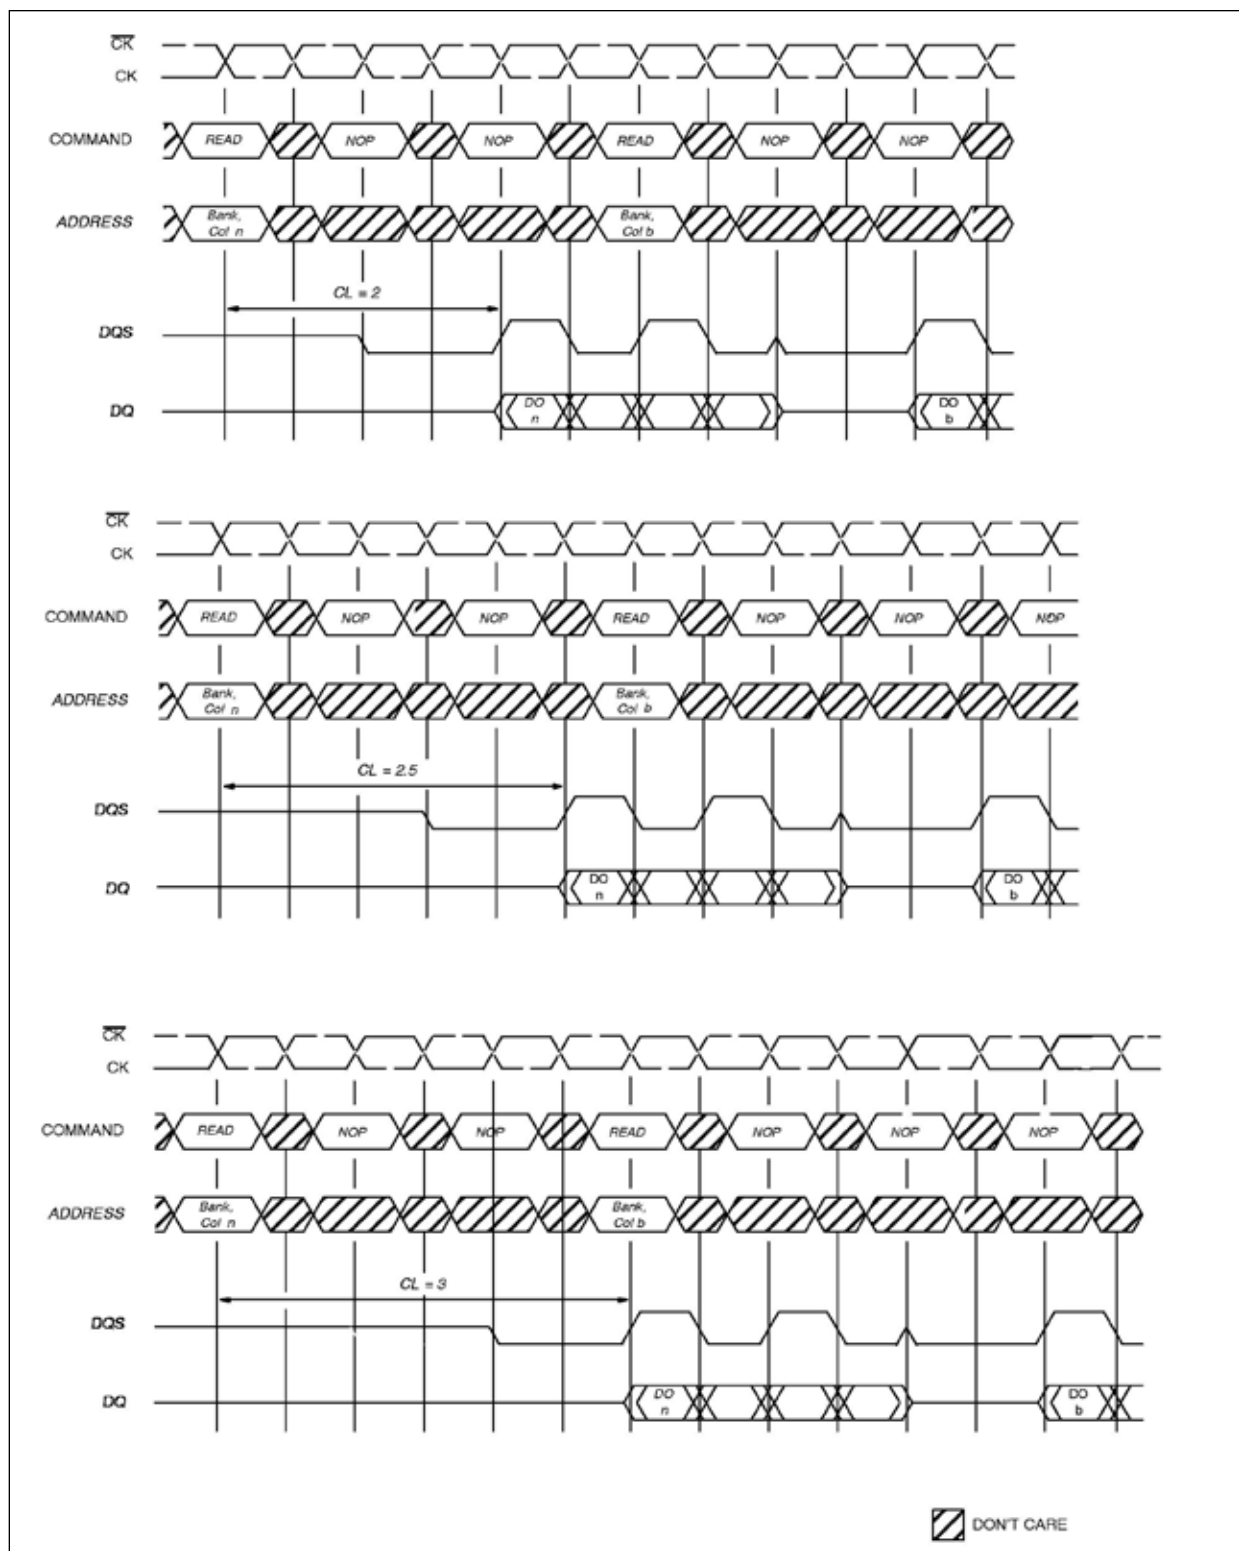 C̅K̅
CK
COMMAND READ NOP NOP READ NOP NOP
ADDRESS Bank, Col n Bank, Col b
CL = 2
DQS
DQ DO n DO b
C̅K̅
CK
COMMAND READ NOP NOP READ NOP NOP NOP
ADDRESS Bank, Col n Bank, Col b
CL = 2.5
DQS
DQ DO n DO b
C̅K̅
CK
COMMAND READ NOP NOP READ NOP NOP NOP
ADDRESS Bank, Col n Bank, Col b
CL = 3
DQS
DQ DO n DO b
DON'T CARE